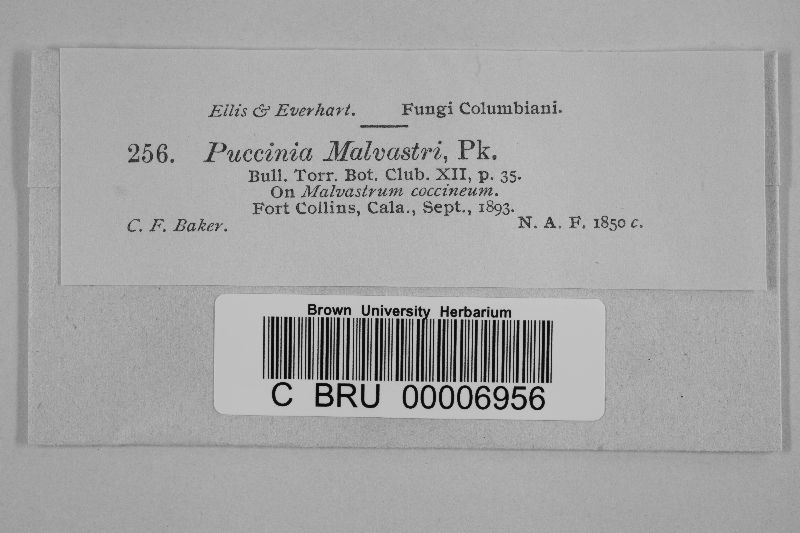 Ellis & Everhart. Fungi Columbiani.
256. Puccinia Malvastri, Pk.
Bull. Torr. Bot. Club. XII, p. 35.
On Malvastrum coccineum.
Fort Collins, Cala., Sept., 1893.
C. F. Baker. N. A. F. 1850 c.
Brown University Herbarium
C BRU 00006956